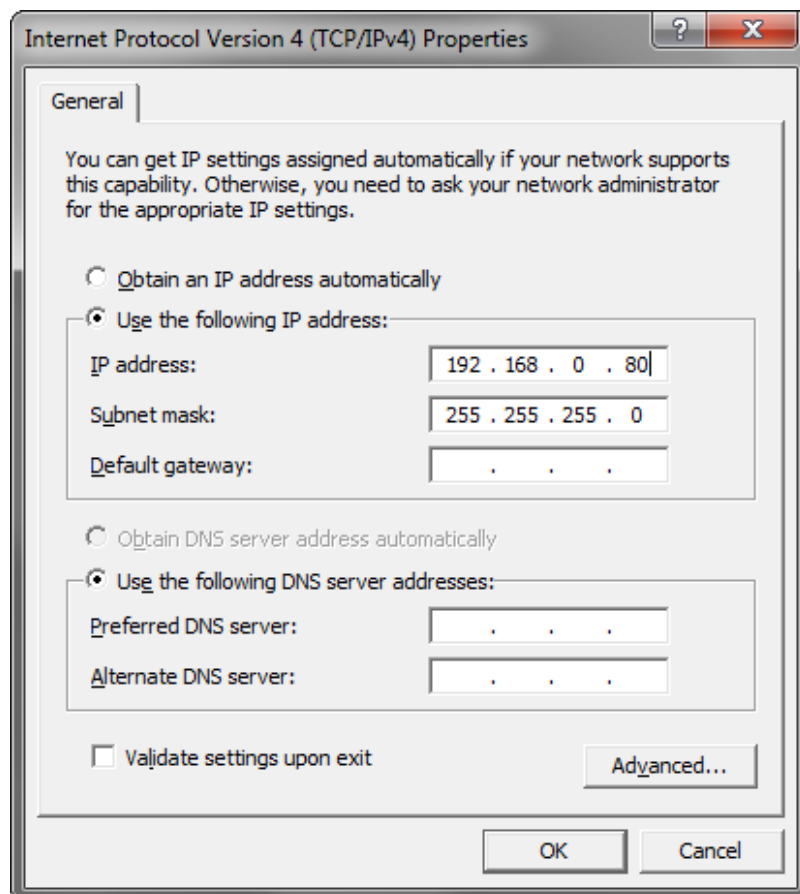 Internet Protocol Version 4 (TCP/IPv4) Properties
?
X
General
You can get IP settings assigned automatically if your network supports
this capability. Otherwise, you need to ask your network administrator
for the appropriate IP settings.
Obtain an IP address automatically
Use the following IP address:
IP address: 192 . 168 . 0 . 80
Subnet mask: 255 . 255 . 255 . 0
Default gateway: . . .
Obtain DNS server address automatically
Use the following DNS server addresses:
Preferred DNS server: . . .
Alternate DNS server: . . .
Validate settings upon exit
Advanced...
OK Cancel